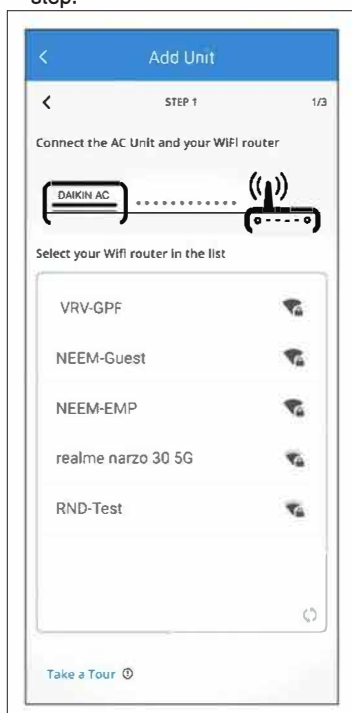 step.
Add Unit
STEP 1 1/3
Connect the AC Unit and your WiFi router
DAIKIN AC
Select your Wifi router in the list
VRV-GPF
NEEM-Guest
NEEM-EMP
realme narzo 30 5G
RND-Test
Take a Tour